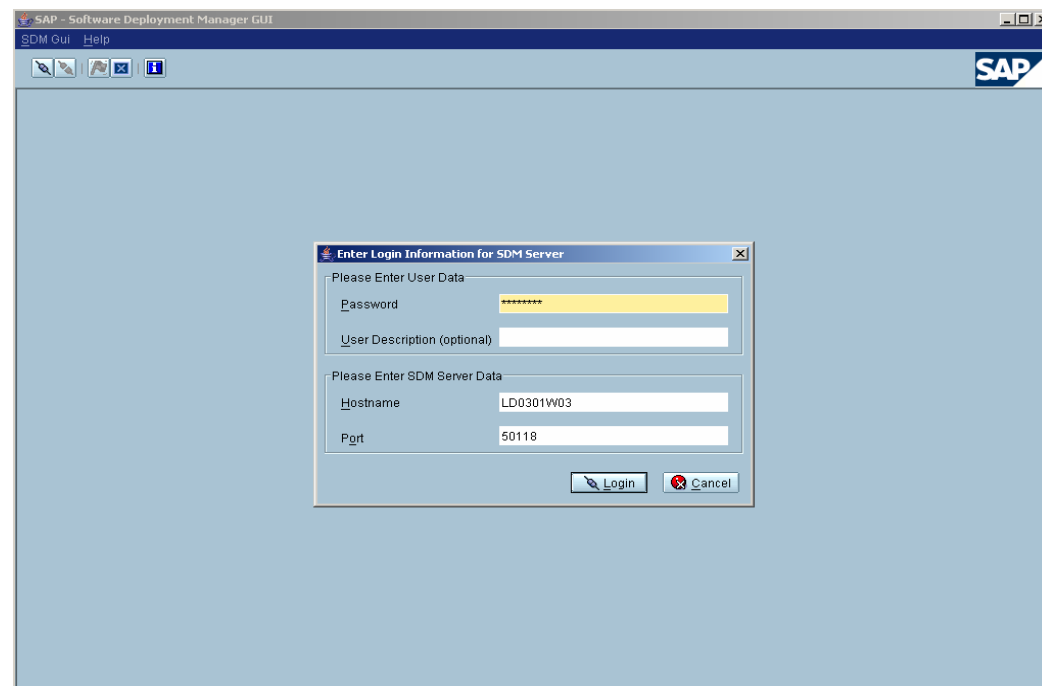 SAP - Software Deployment Manager GUI
SDM Gui Help
SAP
Enter Login Information for SDM Server
Please Enter User Data
Password ********
User Description (optional)
Please Enter SDM Server Data
Hostname LD0301W03
Port 50118
Login Cancel